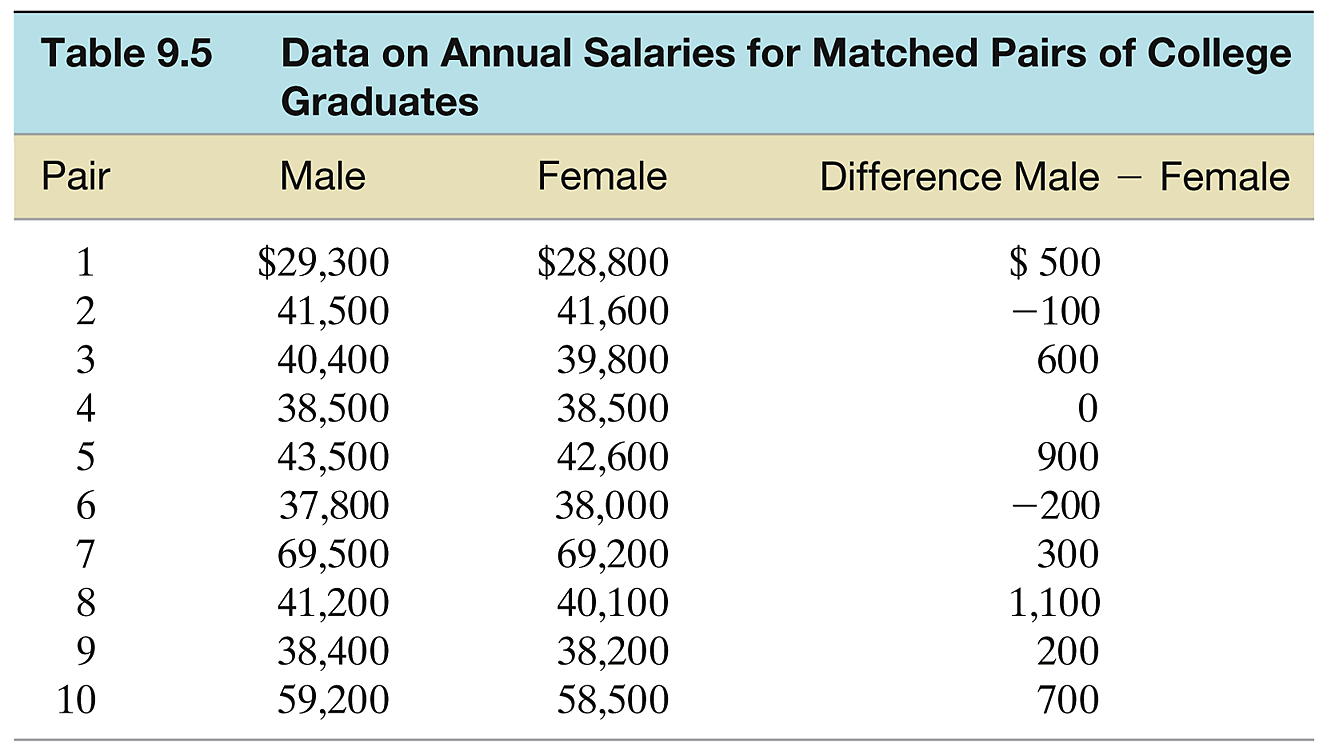 Table 9.5 Data on Annual Salaries for Matched Pairs of College
Graduates
Pair Male Female Difference Male − Female
1 $29,300 $28,800 $ 500
2 41,500 41,600 −100
3 40,400 39,800 600
4 38,500 38,500 0
5 43,500 42,600 900
6 37,800 38,000 −200
7 69,500 69,200 300
8 41,200 40,100 1,100
9 38,400 38,200 200
10 59,200 58,500 700